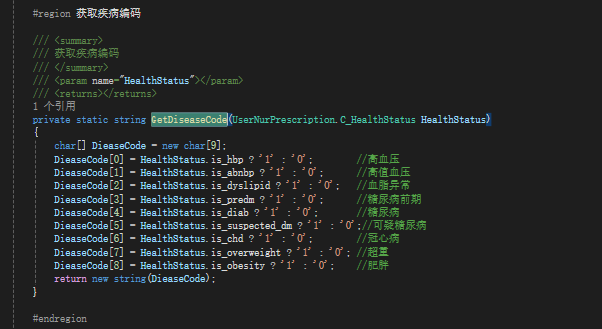 #region 获取疾病编码
/// <summary>
/// 获取疾病编码
/// </summary>
/// <param name="HealthStatus"></param>
/// <returns></returns>
1 个引用
private static string GetDiseaseCode(UserNurPrescription.C_HealthStatus HealthStatus)
{
char[] DieaseCode = new char[9];
DieaseCode[0] = HealthStatus.is_hbp ? '1' : '0'; //高血压
DieaseCode[1] = HealthStatus.is_abnbp ? '1' : '0'; //高值血压
DieaseCode[2] = HealthStatus.is_dyslipid ? '1' : '0'; //血脂异常
DieaseCode[3] = HealthStatus.is_predm ? '1' : '0'; //糖尿病前期
DieaseCode[4] = HealthStatus.is_diab ? '1' : '0'; //糖尿病
DieaseCode[5] = HealthStatus.is_suspected_dm ? '1' : '0';//可疑糖尿病
DieaseCode[6] = HealthStatus.is_chd ? '1' : '0'; //冠心病
DieaseCode[7] = HealthStatus.is_overweight ? '1' : '0'; //超重
DieaseCode[8] = HealthStatus.is_obesity ? '1' : '0'; //肥胖
return new string(DieaseCode);
}
#endregion